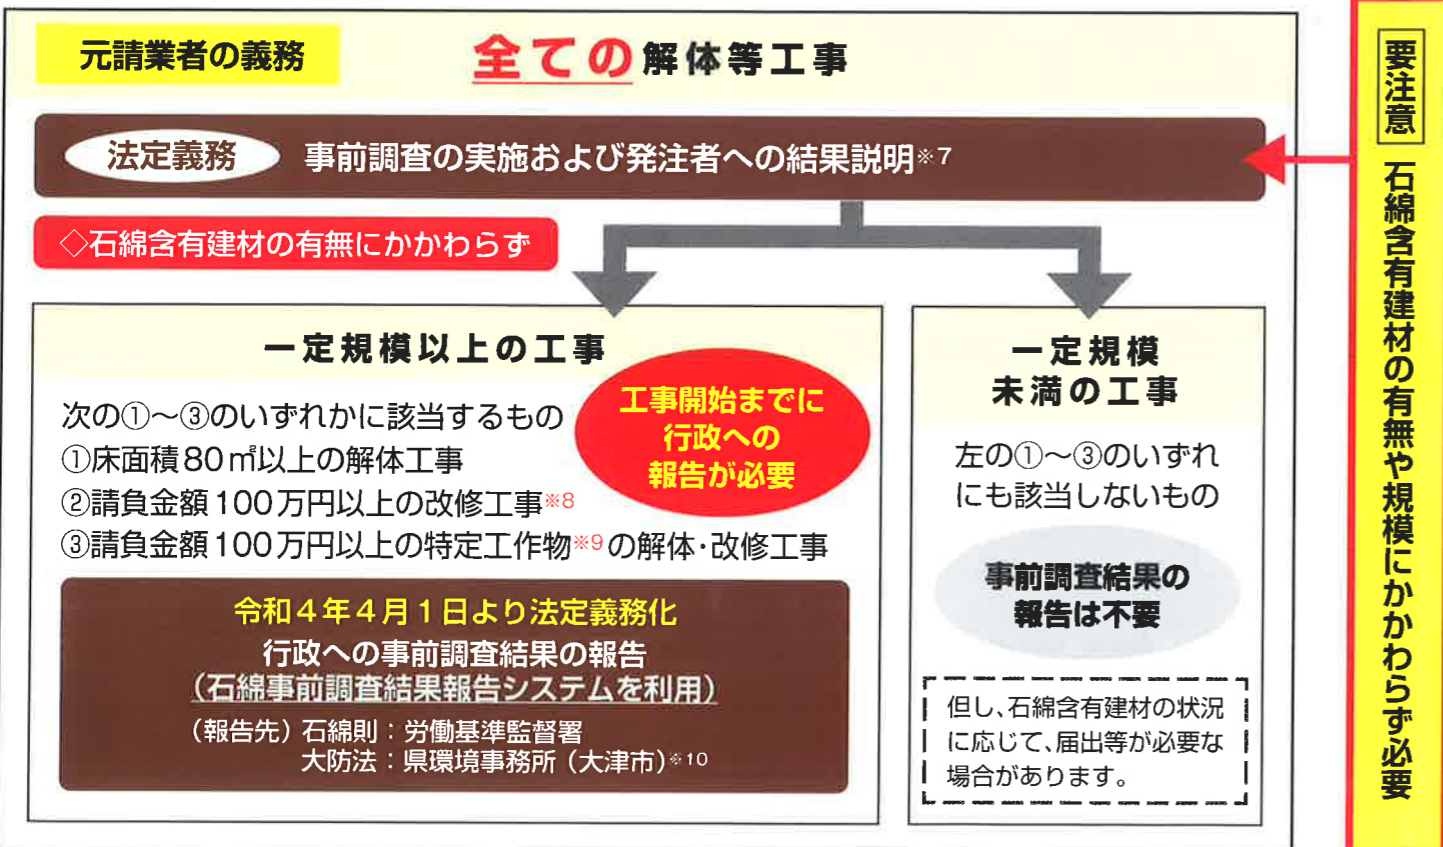 元請業者の義務
全ての解体等工事
法定義務 事前調査の実施および発注者への結果説明※7
◇石綿含有建材の有無にかかわらず
一定規模以上の工事
次の①〜③のいずれかに該当するもの
①床面積80㎡以上の解体工事
②請負金額100万円以上の改修工事※8
③請負金額100万円以上の特定工作物※9の解体・改修工事
工事開始までに
行政への
報告が必要
令和4年4月1日より法定義務化
行政への事前調査結果の報告
(石綿事前調査結果報告システムを利用)
(報告先)石綿則:労働基準監督署
大防法:県環境事務所(大津市)※10
一定規模
未満の工事
左の①〜③のいずれ
にも該当しないもの
事前調査結果の
報告は不要
但し、石綿含有建材の状況
に応じて、届出等が必要な
場合があります。
要注意 石綿含有建材の有無や規模にかかわらず必要